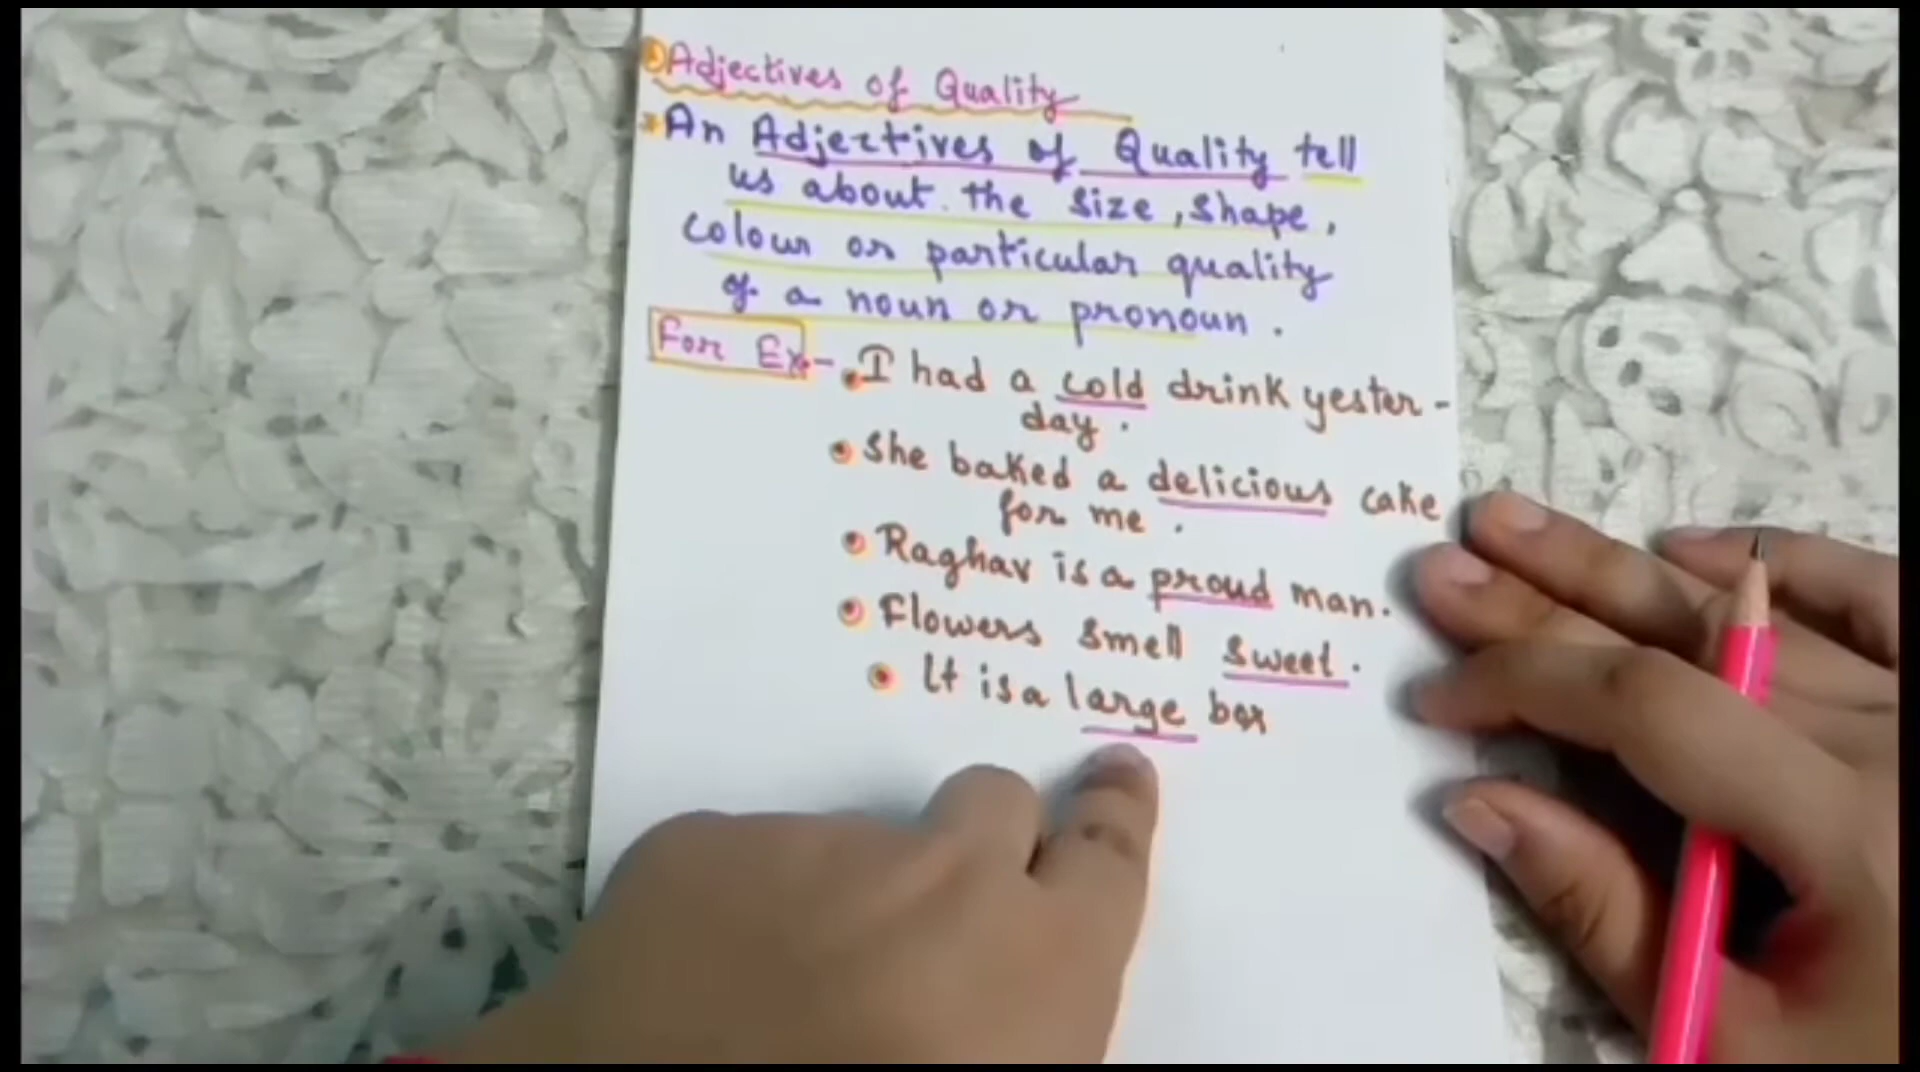 Adjectives of Quality
An Adjectives of Quality tell
us about the size, shape,
colour or particular quality
of a noun or pronoun.
For Ex.- I had a cold drink yester-
day.
She baked a delicious cake
for me.
Raghav is a proud man.
Flowers smell sweet.
It is a large box